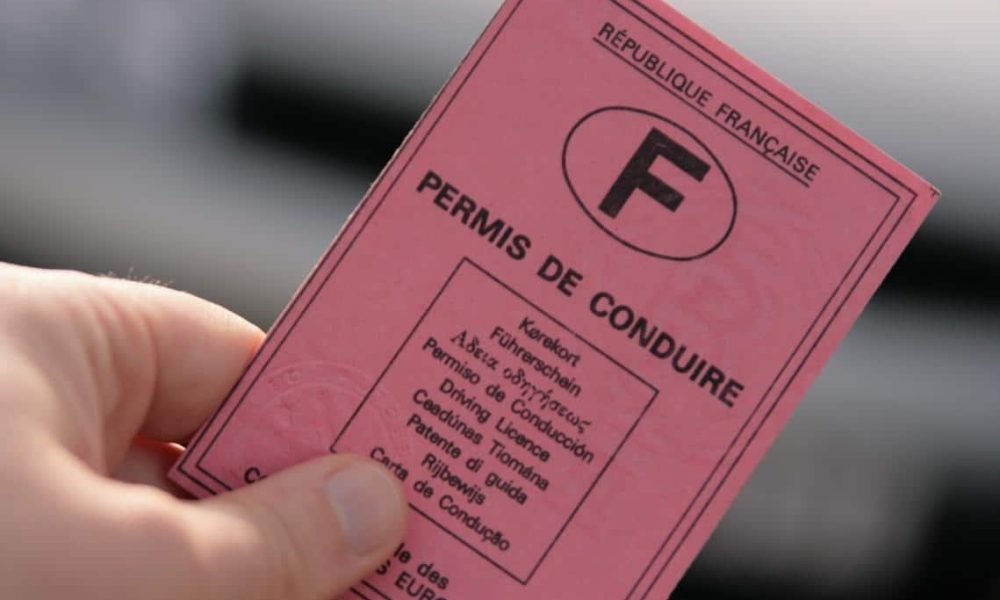 RÉPUBLIQUE FRANÇAISE
F
PERMIS DE CONDUIRE
Kørekort
Führerschein
Αδεια οδηγήσεως
Permiso de Conducción
Driving Licence
Ceadúnas Tiomána
Patente di guida
Rijbewijs
Carta de Condução